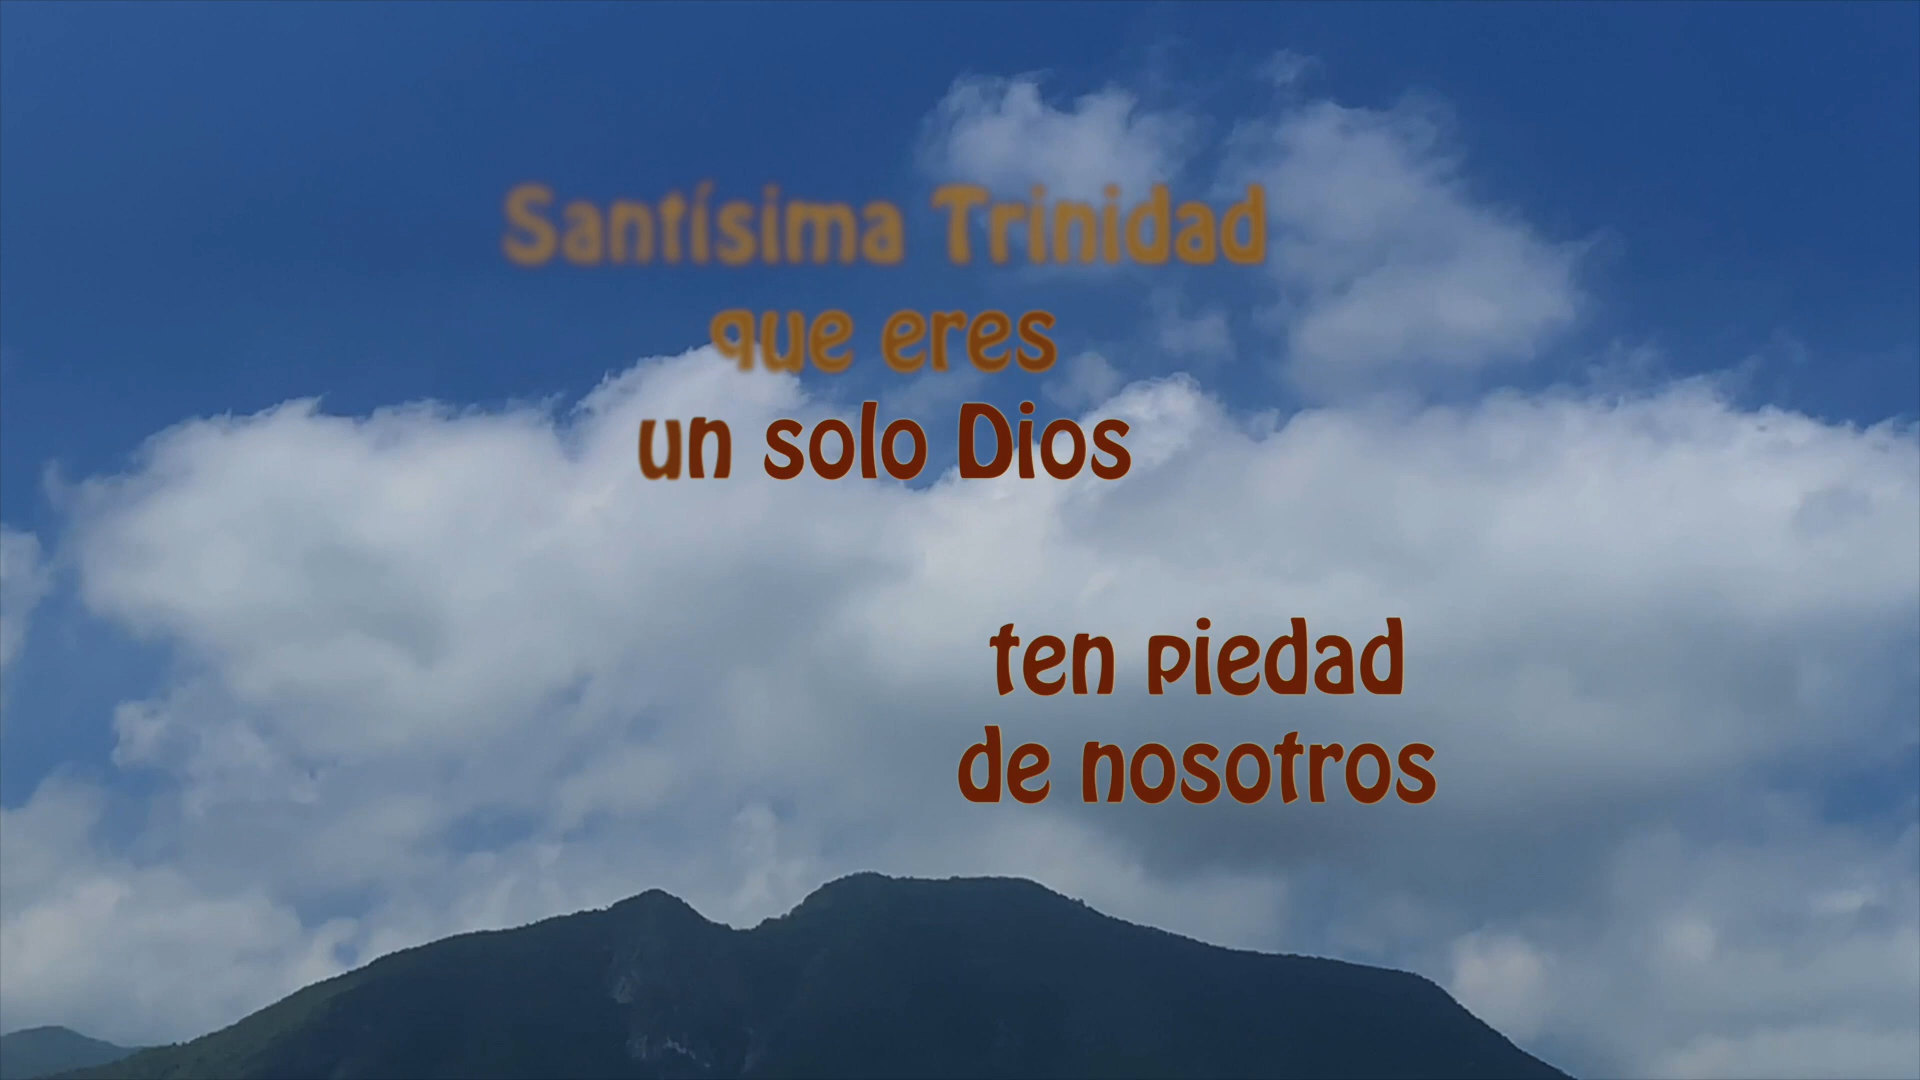 Santísima Trinidad
que eres
un solo Dios
ten piedad
de nosotros